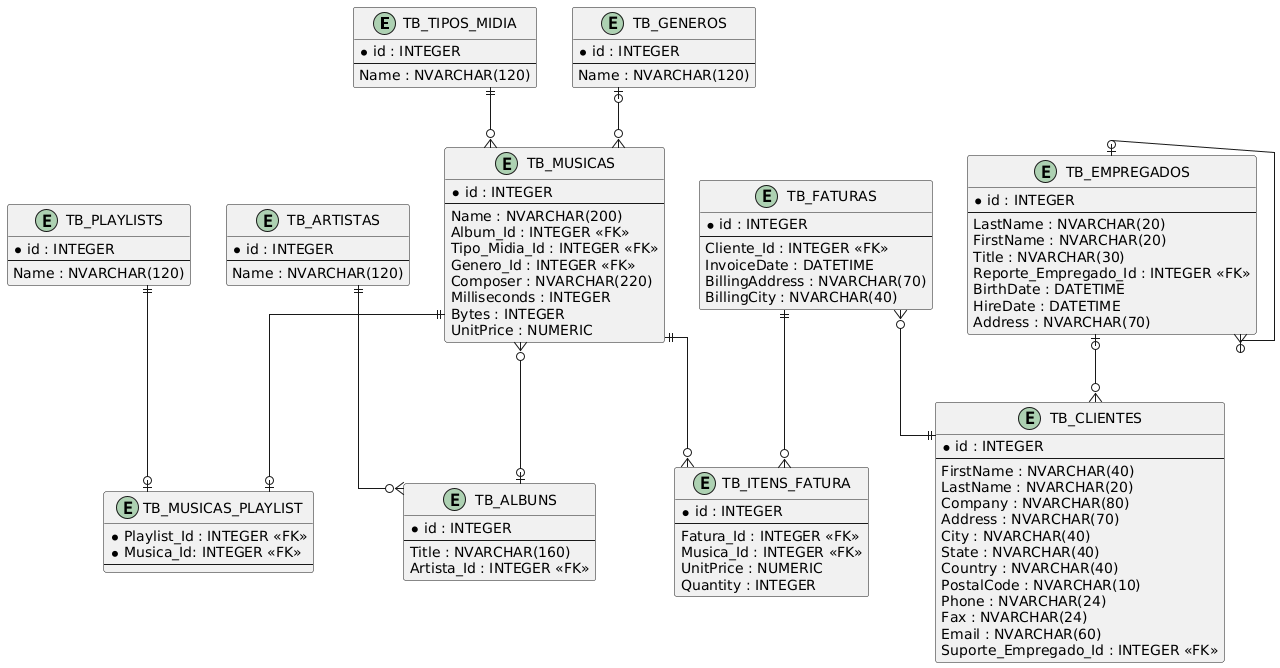 E TB_TIPOS_MIDIA
* id : INTEGER
Name : NVARCHAR(120)
E TB_GENEROS
* id : INTEGER
Name : NVARCHAR(120)
E TB_PLAYLISTS
* id : INTEGER
Name : NVARCHAR(120)
E TB_ARTISTAS
* id : INTEGER
Name : NVARCHAR(120)
E TB_MUSICAS
* id : INTEGER
Name : NVARCHAR(200)
Album_Id : INTEGER «FK»
Tipo_Midia_Id : INTEGER «FK»
Genero_Id : INTEGER «FK»
Composer : NVARCHAR(220)
Milliseconds : INTEGER
Bytes : INTEGER
UnitPrice : NUMERIC
E TB_FATURAS
* id : INTEGER
Cliente_Id : INTEGER «FK»
InvoiceDate : DATETIME
BillingAddress : NVARCHAR(70)
BillingCity : NVARCHAR(40)
E TB_EMPREGADOS
* id : INTEGER
LastName : NVARCHAR(20)
FirstName : NVARCHAR(20)
Title : NVARCHAR(30)
Reporte_Empregado_Id : INTEGER «FK»
BirthDate : DATETIME
HireDate : DATETIME
Address : NVARCHAR(70)
E TB_MUSICAS_PLAYLIST
* Playlist_Id : INTEGER «FK»
* Musica_Id: INTEGER «FK»
E TB_ALBUNS
* id : INTEGER
Title : NVARCHAR(160)
Artista_Id : INTEGER «FK»
E TB_ITENS_FATURA
* id : INTEGER
Fatura_Id : INTEGER «FK»
Musica_Id : INTEGER «FK»
UnitPrice : NUMERIC
Quantity : INTEGER
E TB_CLIENTES
* id : INTEGER
FirstName : NVARCHAR(40)
LastName : NVARCHAR(20)
Company : NVARCHAR(80)
Address : NVARCHAR(70)
City : NVARCHAR(40)
State : NVARCHAR(40)
Country : NVARCHAR(40)
PostalCode : NVARCHAR(10)
Phone : NVARCHAR(24)
Fax : NVARCHAR(24)
Email : NVARCHAR(60)
Suporte_Empregado_Id : INTEGER «FK»